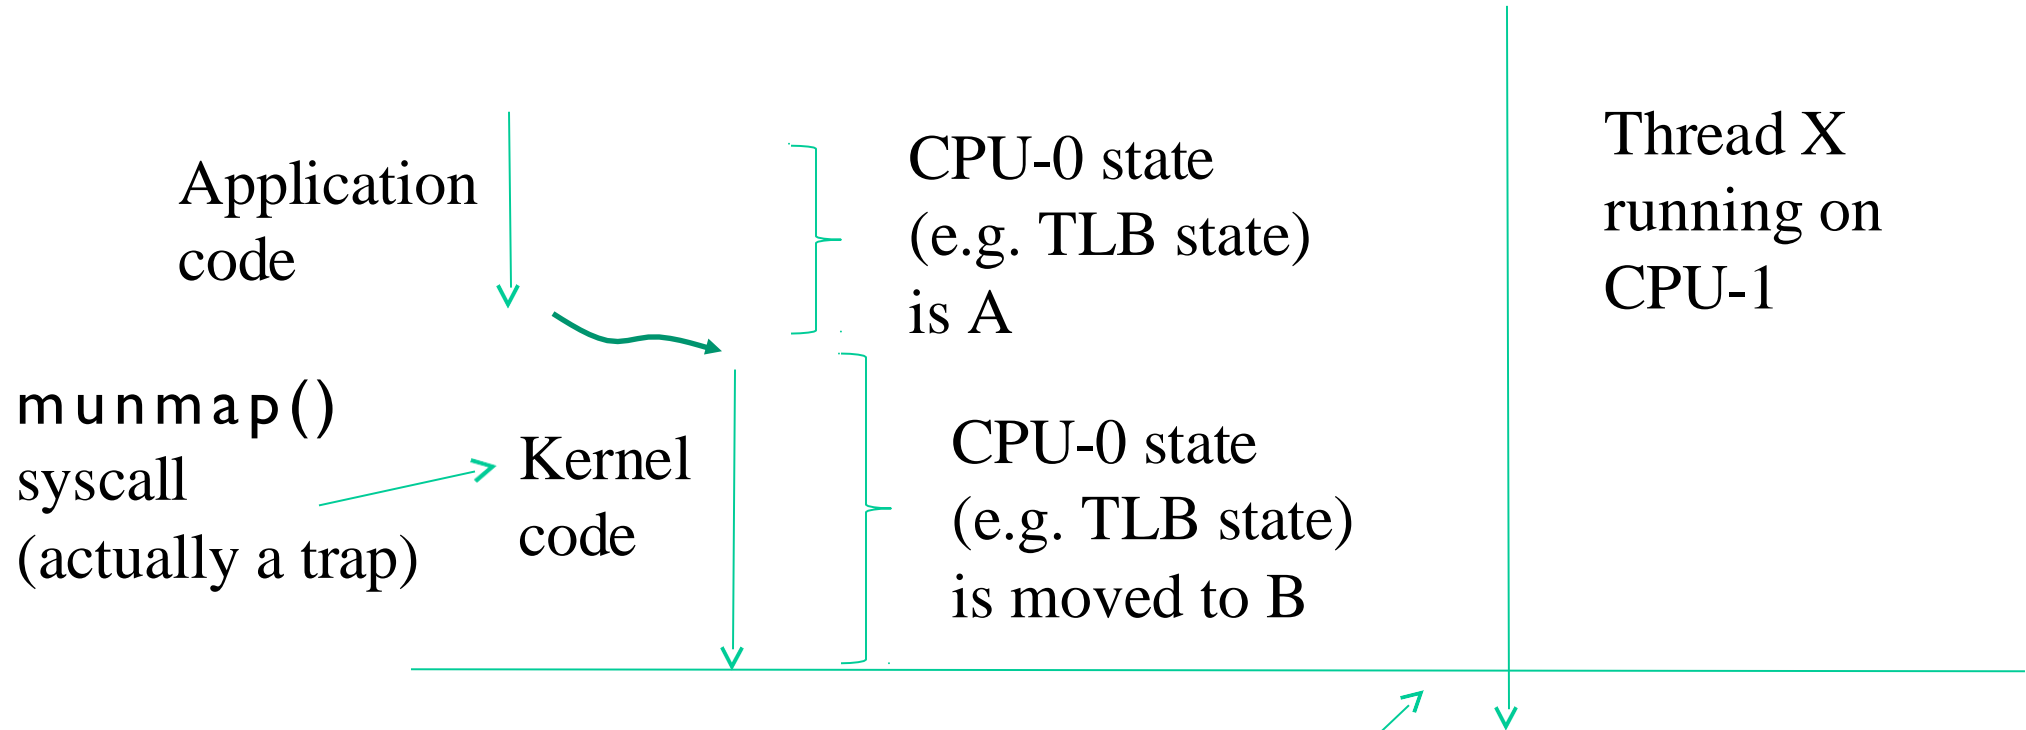 Application
code
CPU-0 state
(e.g. TLB state)
is A
Thread X
running on
CPU-1
munmap()
syscall
(actually a trap)
Kernel
code
CPU-0 state
(e.g. TLB state)
is moved to B